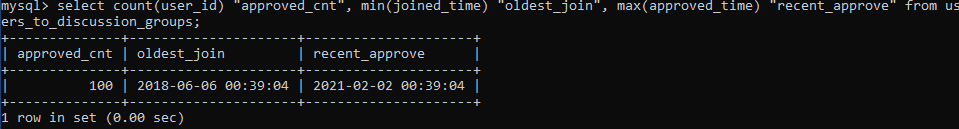 mysql> select count(user_id) "approved_cnt", min(joined_time) "oldest_join", max(approved_time) "recent_approve" from us
ers_to_discussion_groups;
+--------------+---------------------+---------------------+
| approved_cnt | oldest_join         | recent_approve      |
+--------------+---------------------+---------------------+
|          100 | 2018-06-06 00:39:04 | 2021-02-02 00:39:04 |
+--------------+---------------------+---------------------+
1 row in set (0.00 sec)